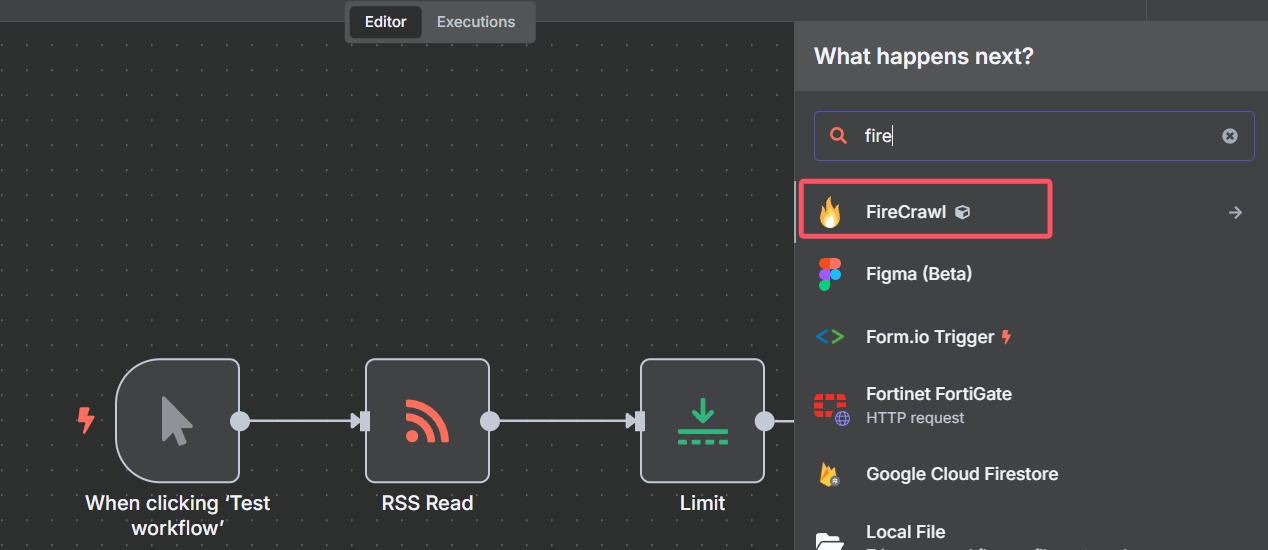 Editor
Executions
What happens next?
fire
FireCrawl
Figma (Beta)
Form.io Trigger
Fortinet FortiGate
HTTP request
Google Cloud Firestore
Local File
When clicking ‘Test
workflow’
RSS Read
Limit